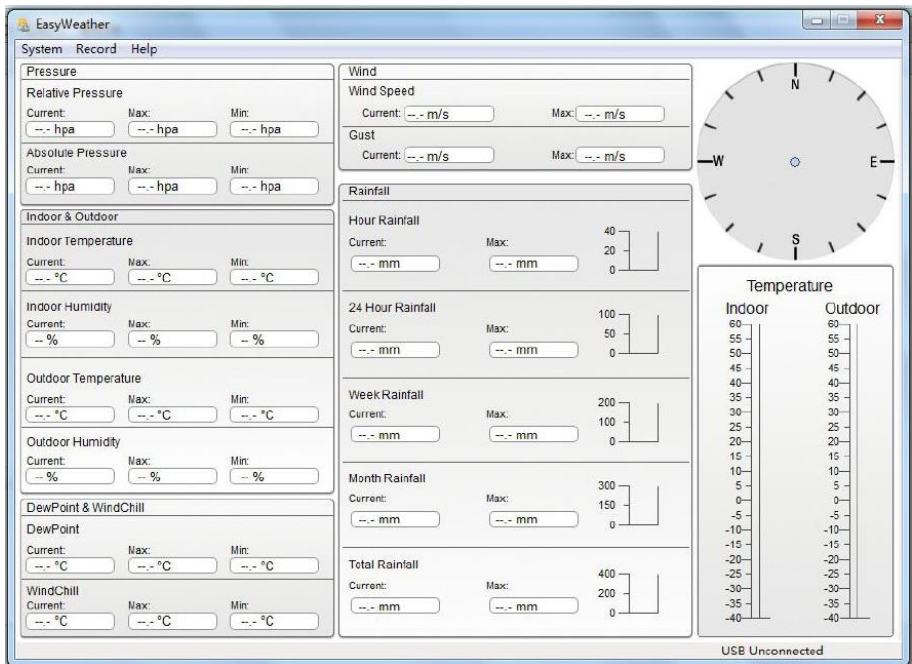 EasyWeather
System Record Help
Pressure
Relative Pressure
Current: Max: Min:
--.- hpa --.- hpa --.- hpa
Absolute Pressure
Current: Max: Min:
--.- hpa --.- hpa --.- hpa
Indoor & Outdoor
Indoor Temperature
Current: Max: Min:
--.- °C --.- °C --.- °C
Indoor Humidity
Current: Max: Min:
-- % -- % -- %
Outdoor Temperature
Current: Max: Min:
--.- °C --.- °C --.- °C
Outdoor Humidity
Current: Max: Min:
-- % -- % -- %
DewPoint & WindChill
DewPoint
Current: Max: Min:
--.- °C --.- °C --.- °C
WindChill
Current: Max: Min:
--.- °C --.- °C --.- °C
Wind
Wind Speed
Current: --.- m/s Max: --.- m/s
Gust
Current: --.- m/s Max: --.- m/s
Rainfall
Hour Rainfall
Current: Max:
--.- mm --.- mm
40
20
0
24 Hour Rainfall
Current: Max:
--.- mm --.- mm
100
50
0
Week Rainfall
Current: Max:
--.- mm --.- mm
200
100
0
Month Rainfall
Current: Max:
--.- mm --.- mm
300
150
0
Total Rainfall
Current: Max:
--.- mm --.- mm
400
200
0
N
W E
S
Temperature
Indoor Outdoor
60 60
55 55
50 50
45 45
40 40
35 35
30 30
25 25
20 20
15 15
10 10
5 5
0 0
-5 -5
-10 -10
-15 -15
-20 -20
-25 -25
-30 -30
-35 -35
-40 -40
USB Unconnected